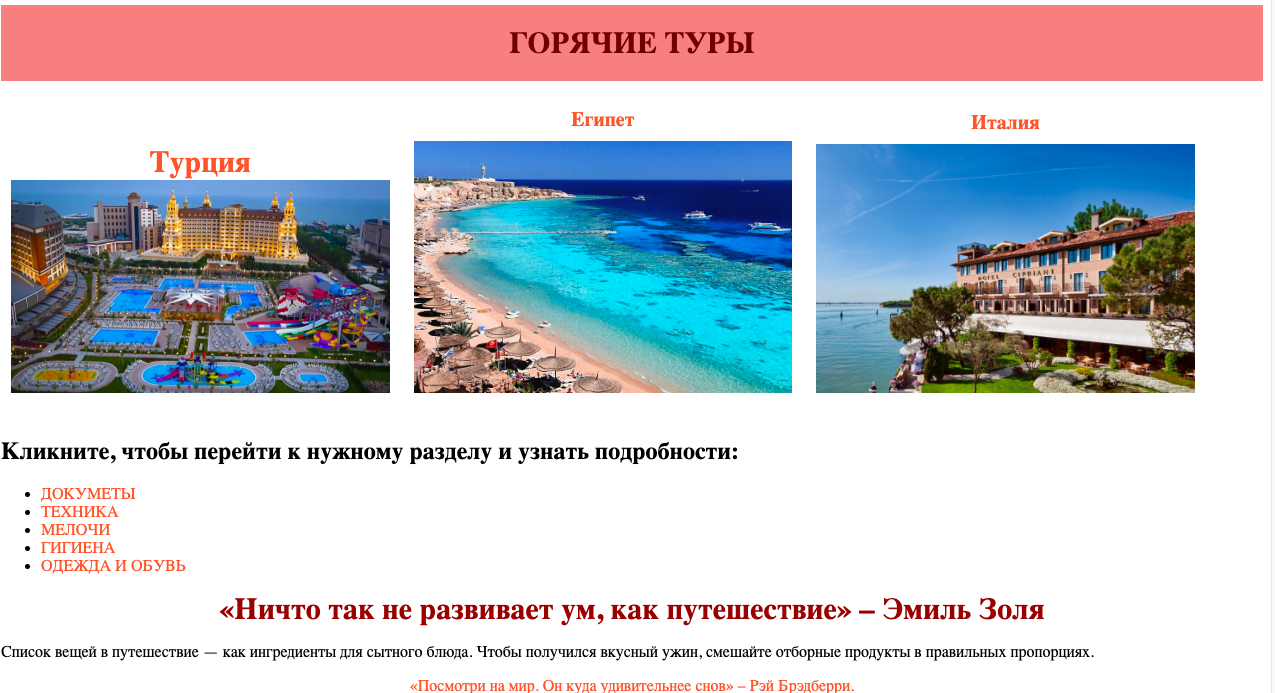 ГОРЯЧИЕ ТУРЫ
Турция
Египет
Италия
HOTEL CIPRIANI
Кликните, чтобы перейти к нужному разделу и узнать подробности:
ДОКУМЕТЫ
ТЕХНИКА
МЕЛОЧИ
ГИГИЕНА
ОДЕЖДА И ОБУВЬ
«Ничто так не развивает ум, как путешествие» – Эмиль Золя
Список вещей в путешествие — как ингредиенты для сытного блюда. Чтобы получился вкусный ужин, смешайте отборные продукты в правильных пропорциях.
«Посмотри на мир. Он куда удивительнее снов» – Рэй Брэдберри.